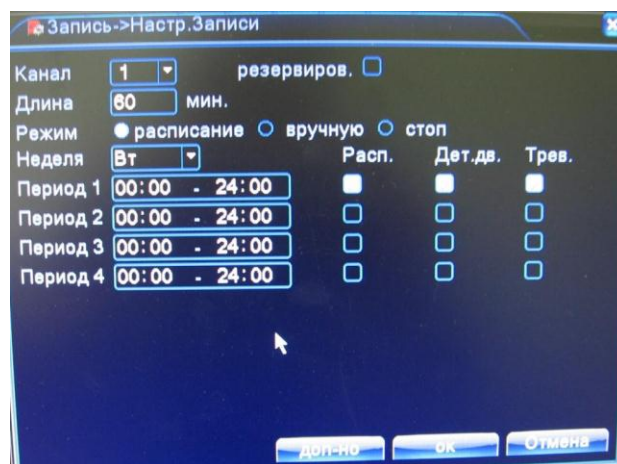 Запись->Настр.Записи
Канал 1 резервиров.
Длина 60 мин.
Режим расписание вручную стоп
Неделя Вт Расп. Дет.дв. Трев.
Период 1 00:00 - 24:00
Период 2 00:00 - 24:00
Период 3 00:00 - 24:00
Период 4 00:00 - 24:00
доп-но ок Отмена